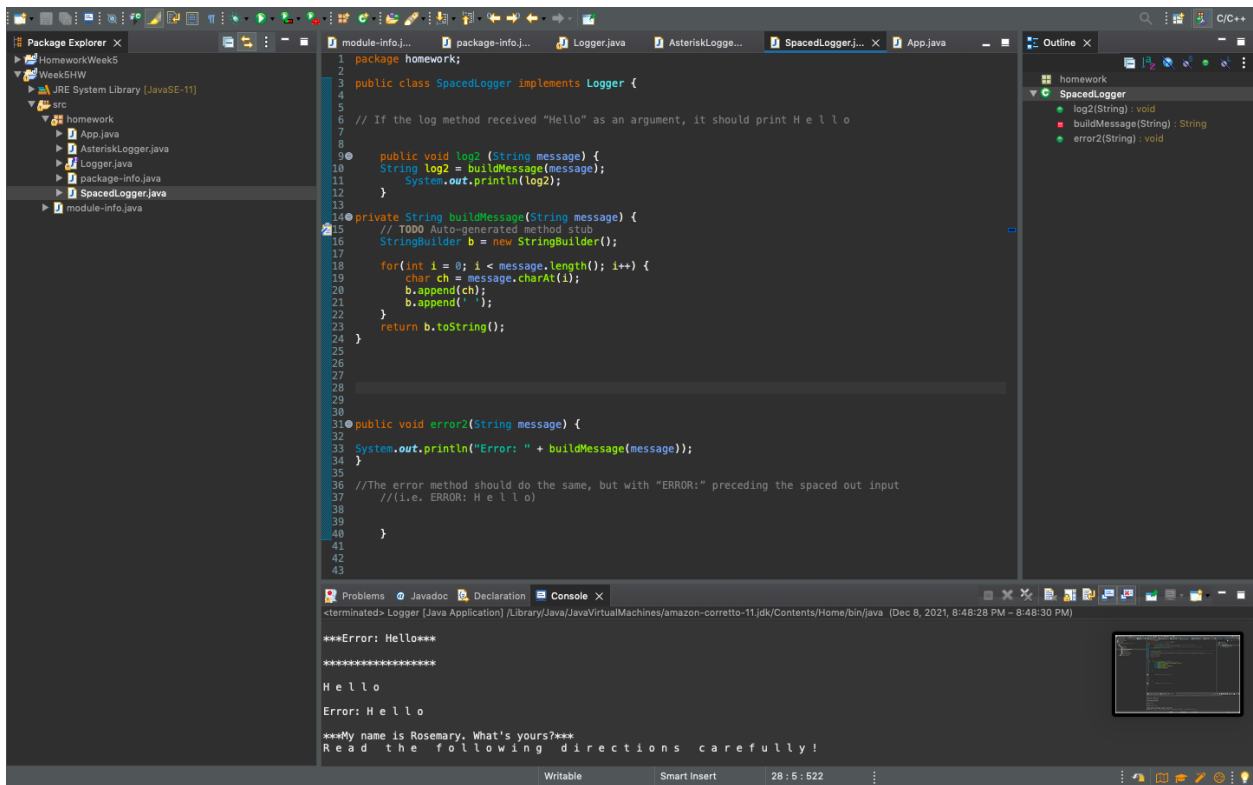 C/C++
Package Explorer
HomeworkWeek5
Week5HW
JRE System Library [JavaSE-11]
src
homework
App.java
AsteriskLogger.java
Logger.java
package-info.java
SpacedLogger.java
module-info.java
module-info.j... package-info.j... Logger.java AsteriskLogge... SpacedLogger.j... App.java
1 package homework;
2
3 public class SpacedLogger implements Logger {
4
5
6 // If the log method received “Hello” as an argument, it should print H e l l o
7
8
9 public void log2 (String message) {
10 String log2 = buildMessage(message);
11 System.out.println(log2);
12 }
13
14 private String buildMessage(String message) {
15 // TODO Auto-generated method stub
16 StringBuilder b = new StringBuilder();
17
18 for(int i = 0; i < message.length(); i++) {
19 char ch = message.charAt(i);
20 b.append(ch);
21 b.append(' ');
22 }
23 return b.toString();
24 }
25
26
27
28
29
30
31 public void error2(String message) {
32
33 System.out.println("Error: " + buildMessage(message));
34 }
35
36 //The error method should do the same, but with “ERROR:” preceding the spaced out input
37 //(i.e. ERROR: H e l l o)
38
39
40 }
41
42
43
Outline
homework
SpacedLogger
log2(String) : void
buildMessage(String) : String
error2(String) : void
Problems Javadoc Declaration Console
<terminated> Logger [Java Application] /Library/Java/JavaVirtualMachines/amazon-corretto-11.jdk/Contents/Home/bin/java (Dec 8, 2021, 8:48:28 PM – 8:48:30 PM)
***Error: Hello***
******************
H e l l o
Error: H e l l o
***My name is Rosemary. What's yours?***
R e a d   t h e   f o l l o w i n g   d i r e c t i o n s   c a r e f u l l y !
Writable Smart Insert 28 : 5 : 522